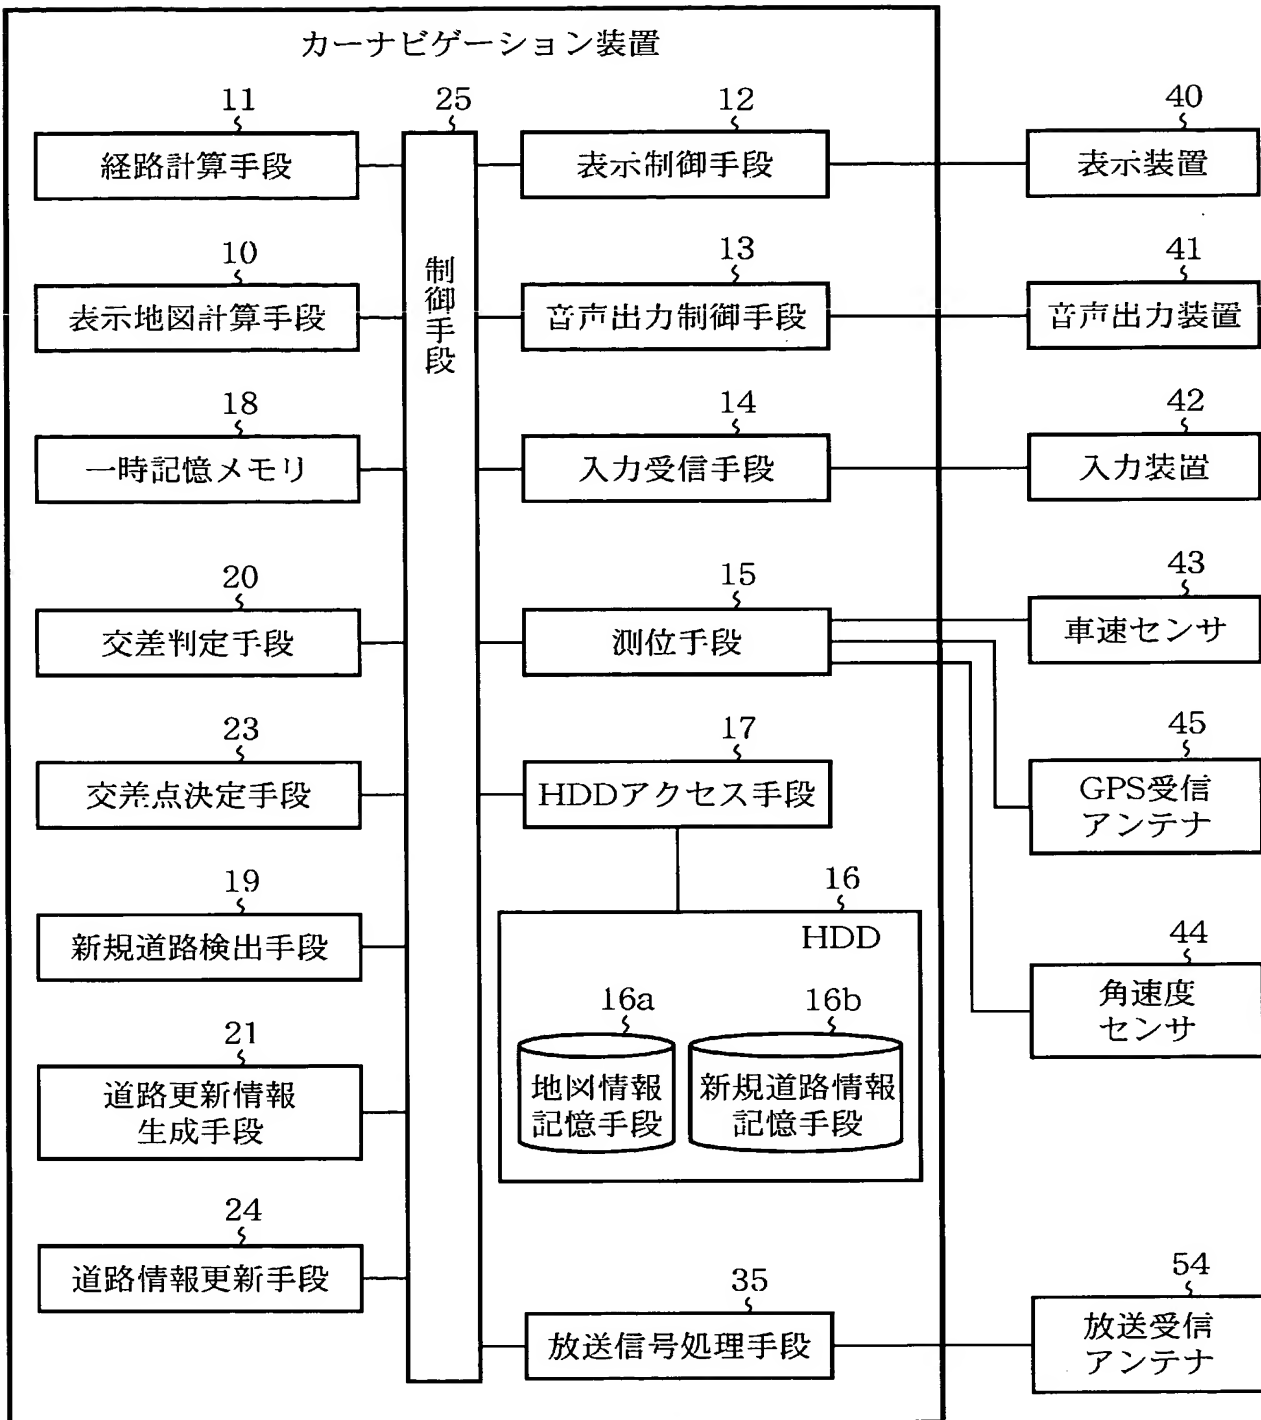 カーナビゲーション装置
11
25
12
40
経路計算手段
表示制御手段
表示装置
10
13
41
制御手段
表示地図計算手段
音声出力制御手段
音声出力装置
18
14
42
一時記憶メモリ
入力受信手段
入力装置
20
15
43
交差判定手段
測位手段
車速センサ
23
17
45
交差点決定手段
HDDアクセス手段
GPS受信
アンテナ
19
16
新規道路検出手段
HDD
44
角速度
センサ
16a
16b
21
道路更新情報
生成手段
地図情報
記憶手段
新規道路情報
記憶手段
24
道路情報更新手段
35
54
放送信号処理手段
放送受信
アンテナ